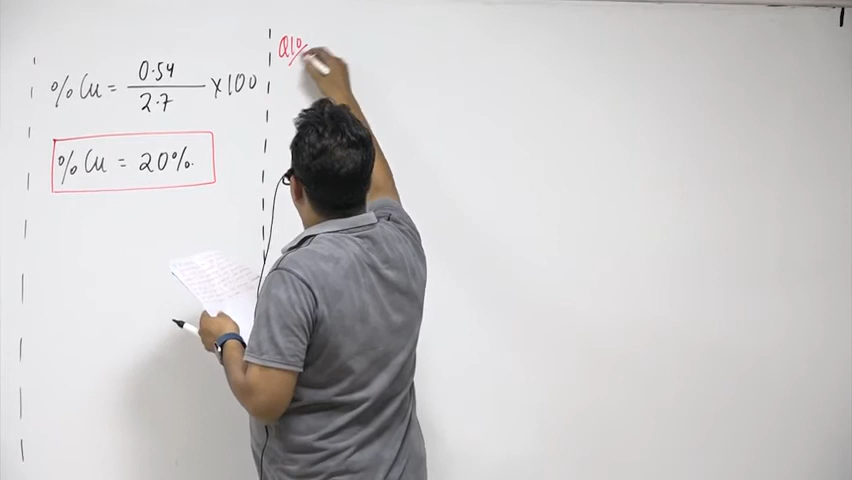 %Cu = 0.54 / 2.7 × 100
%Cu = 20%.
Q10/